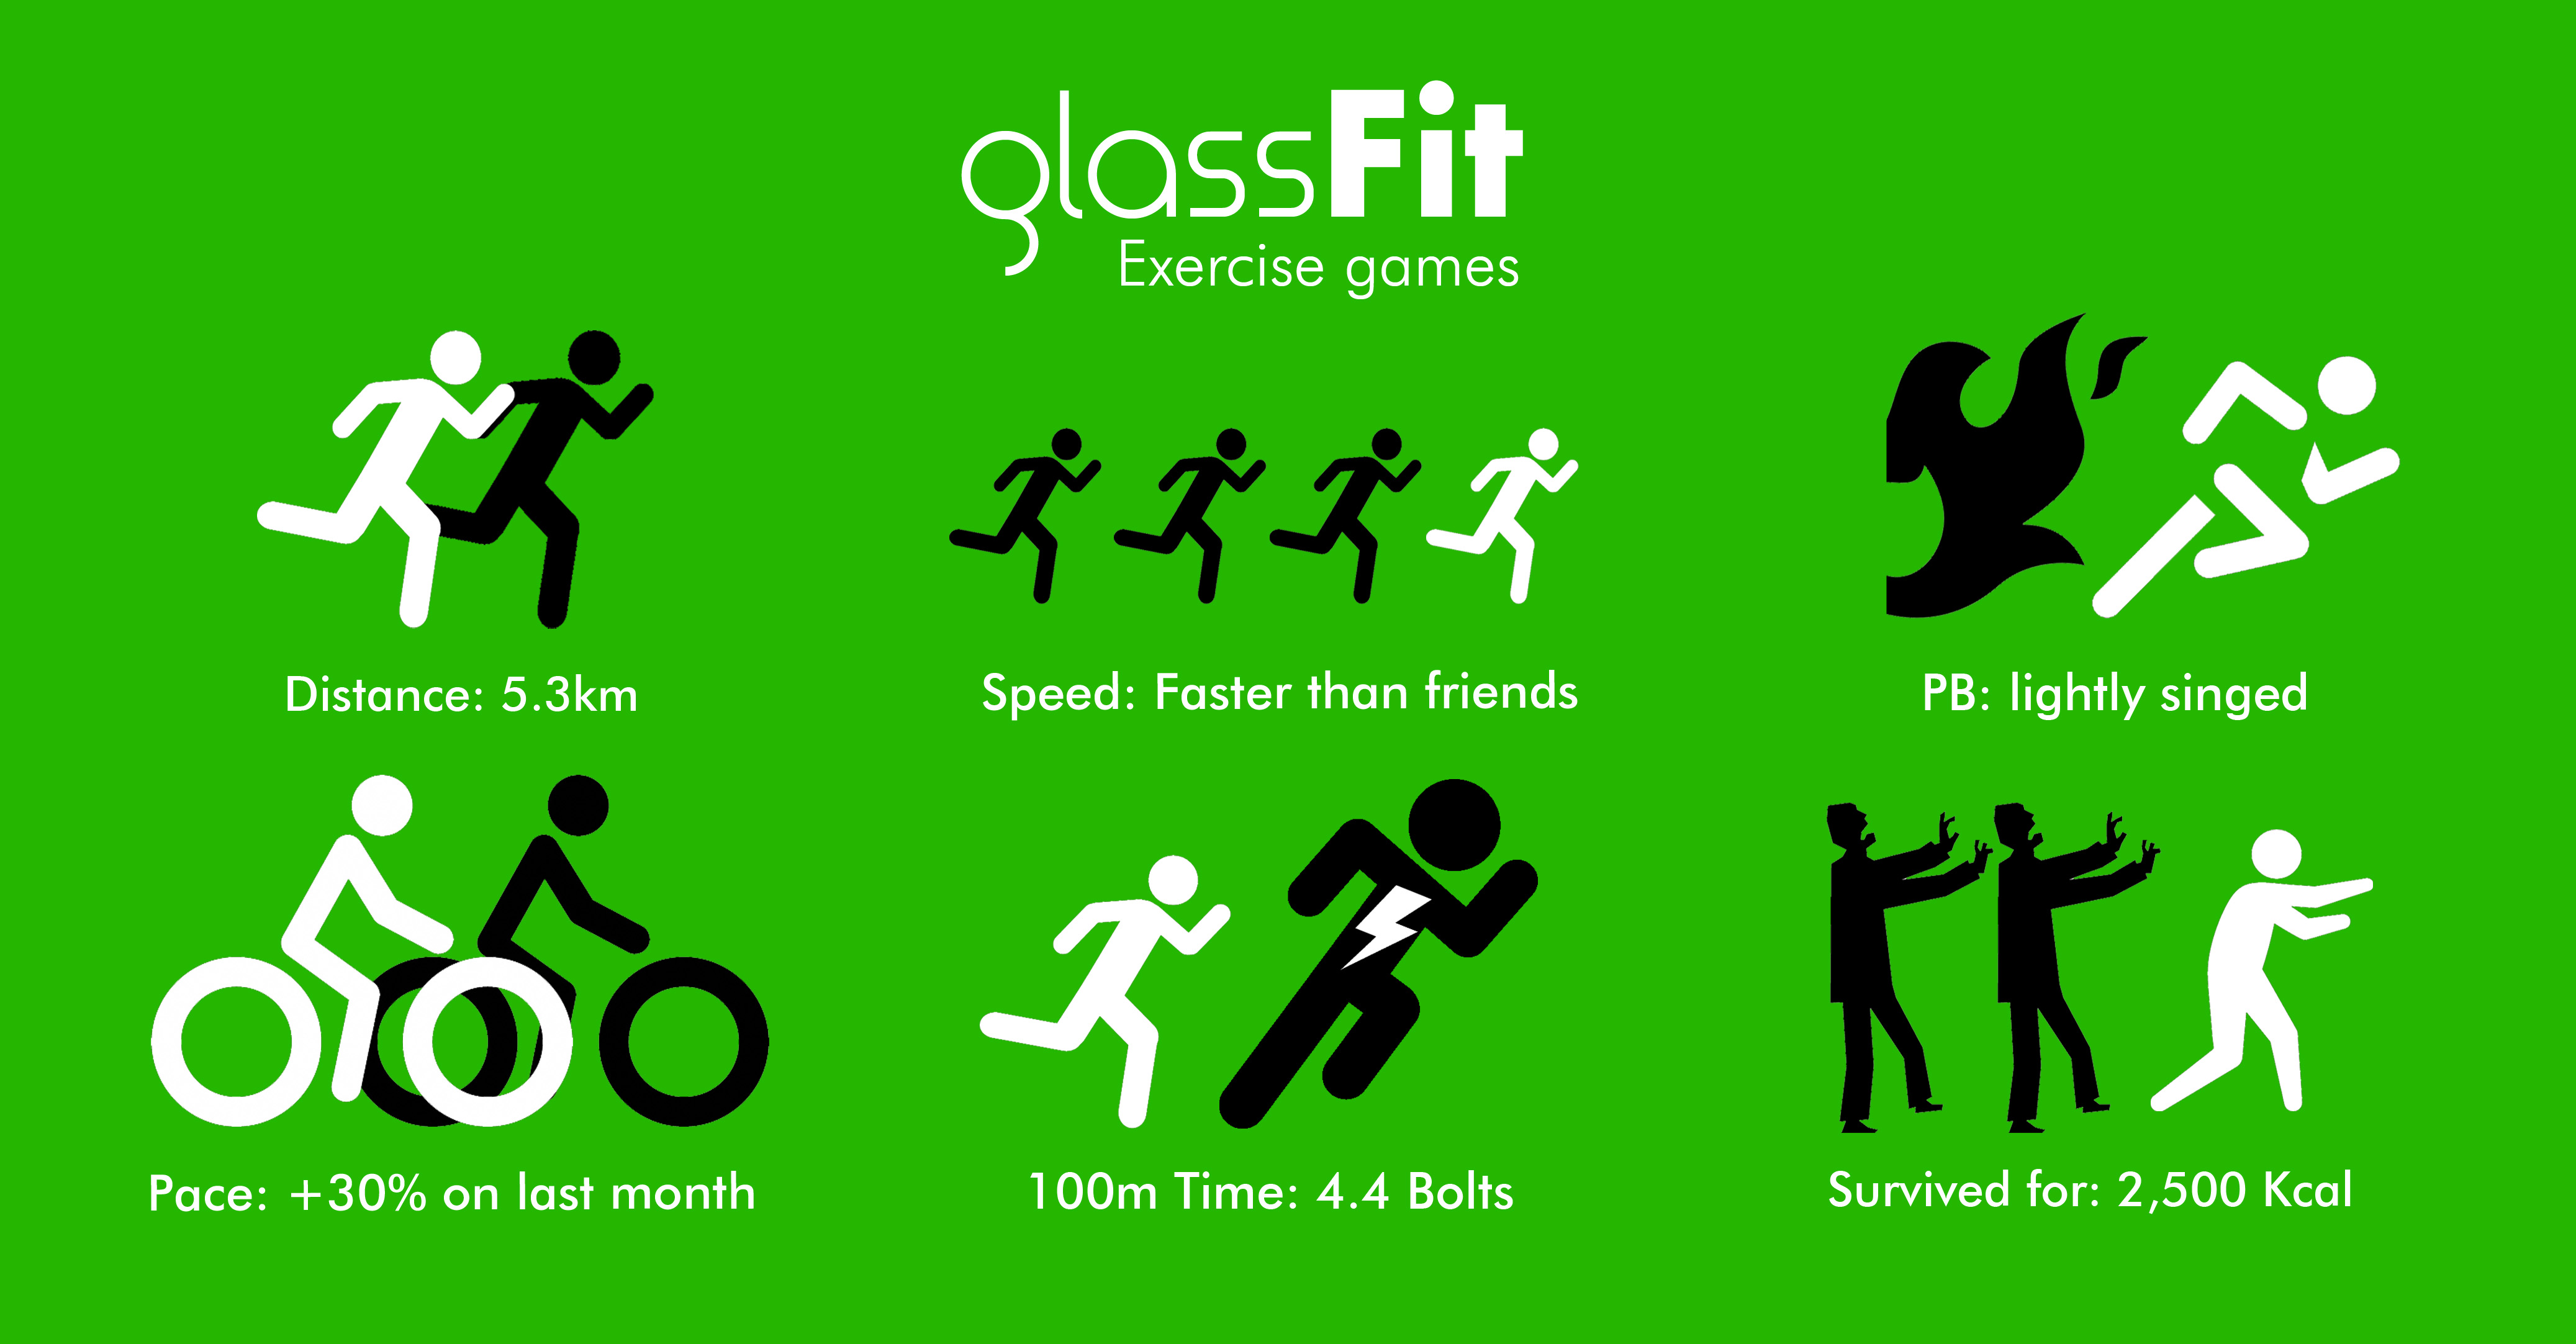 glassFit
Exercise games
Distance: 5.3km
Speed: Faster than friends
PB: lightly singed
Pace: +30% on last month
100m Time: 4.4 Bolts
Survived for: 2,500 Kcal